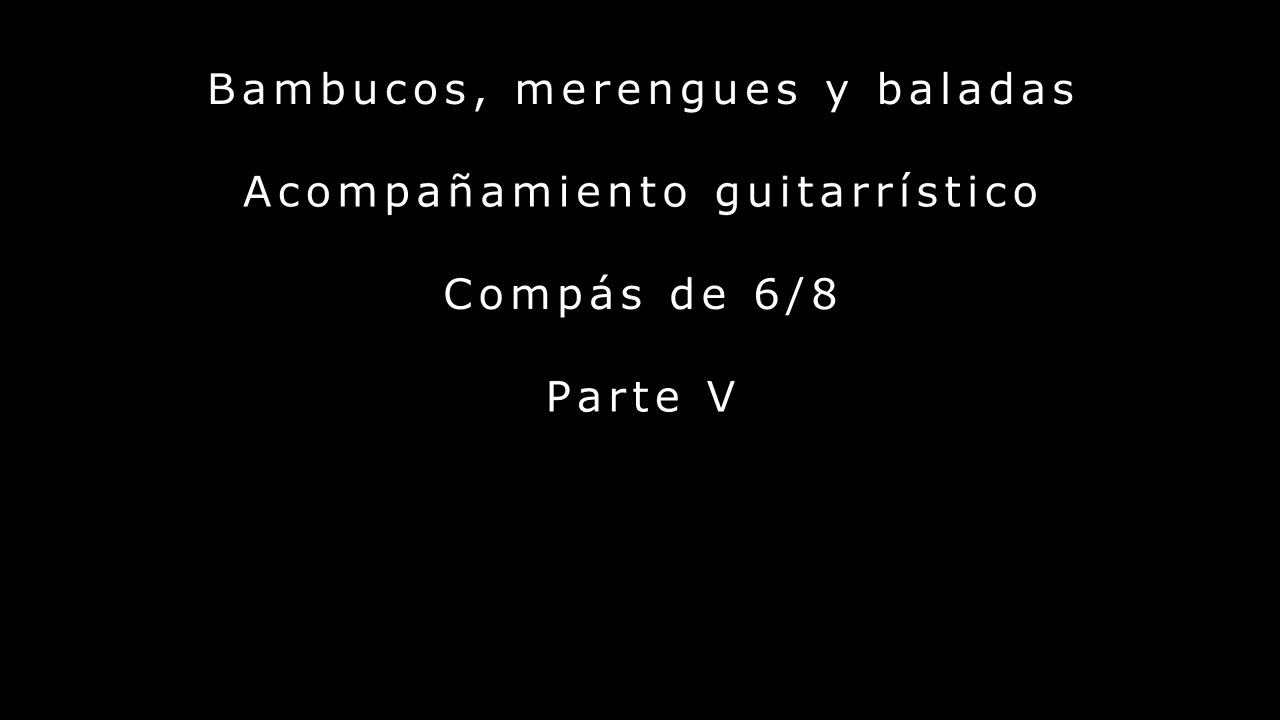 Bambucos, merengues y baladas
Acompañamiento guitarrístico
Compás de 6/8
Parte V